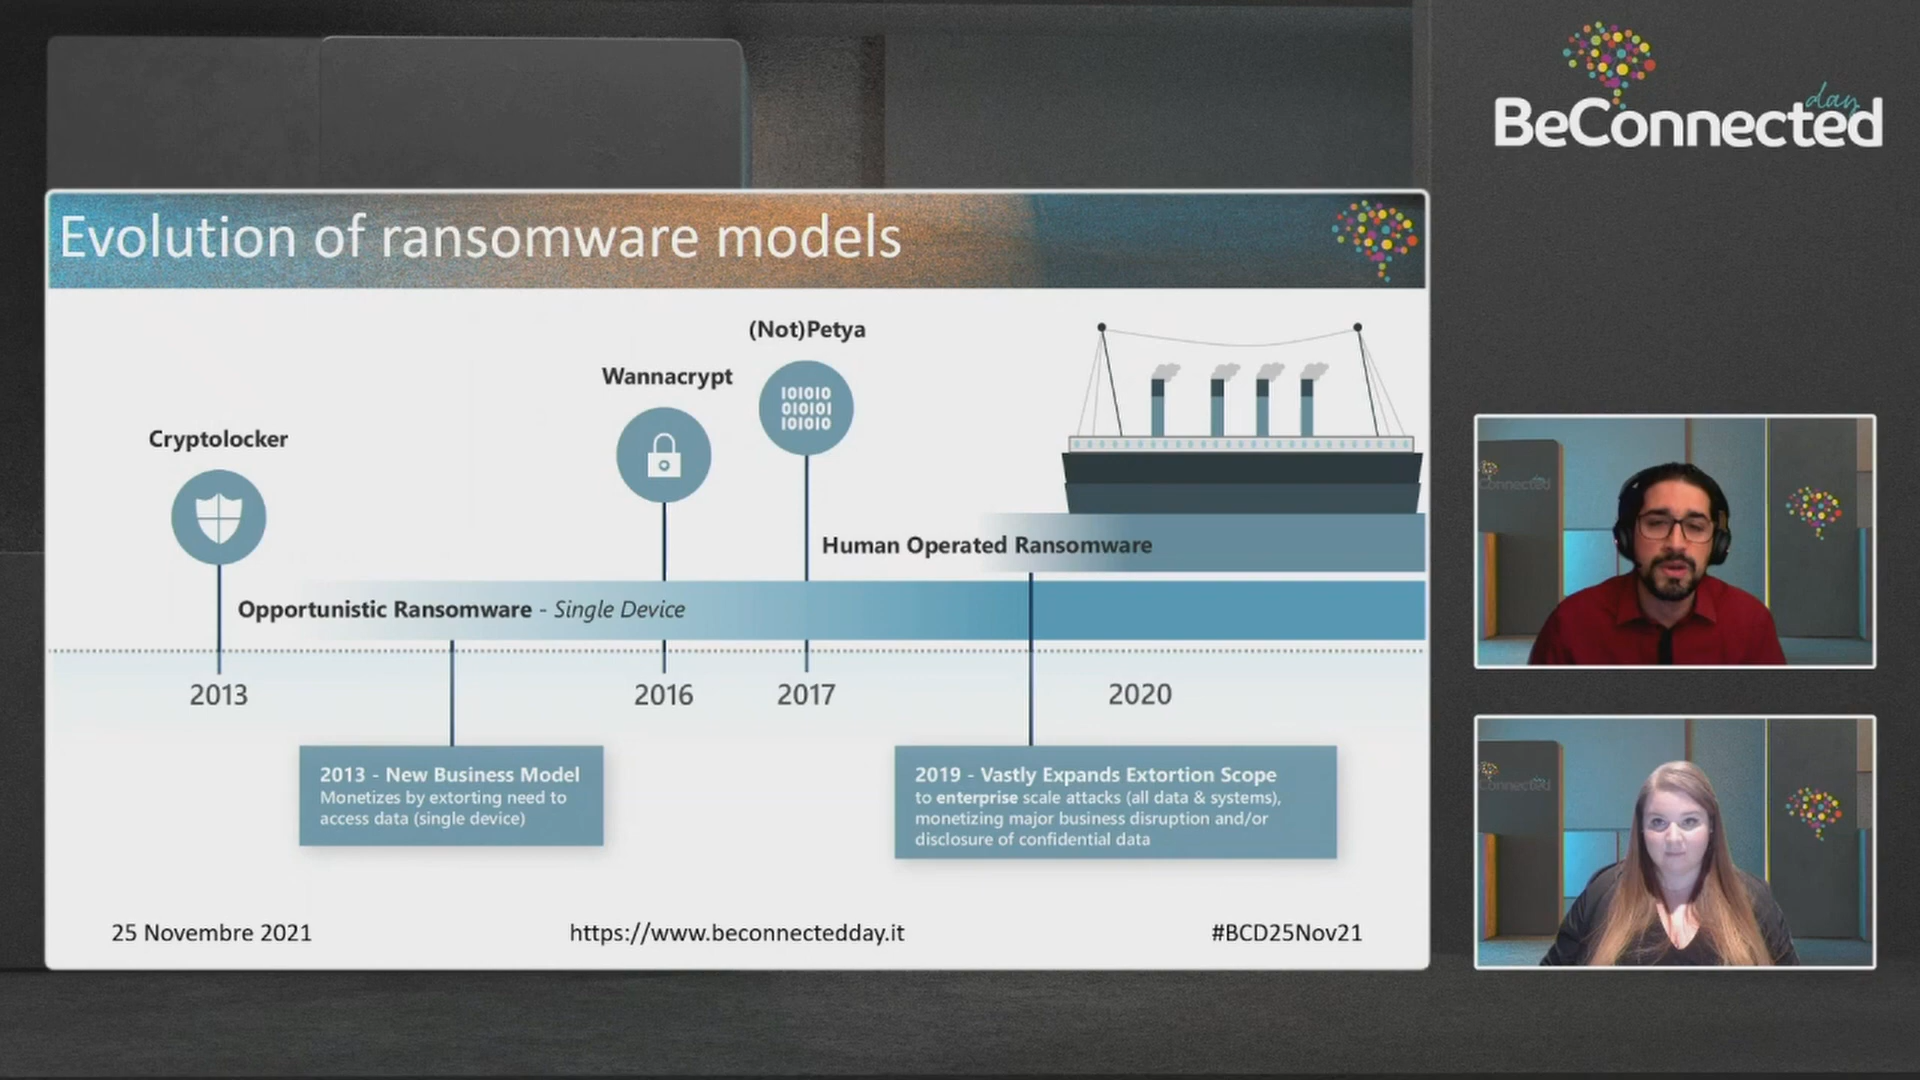 day
BeConnected
Evolution of ransomware models
(Not)Petya
Wannacrypt
10101O
O10101
10101O
Cryptolocker
Human Operated Ransomware
Opportunistic Ransomware - Single Device
2013
2016
2017
2020
2013 - New Business Model
Monetizes by extorting need to
access data (single device)
2019 - Vastly Expands Extortion Scope
to enterprise scale attacks (all data & systems),
monetizing major business disruption and/or
disclosure of confidential data
25 Novembre 2021
https://www.beconnectedday.it
#BCD25Nov21